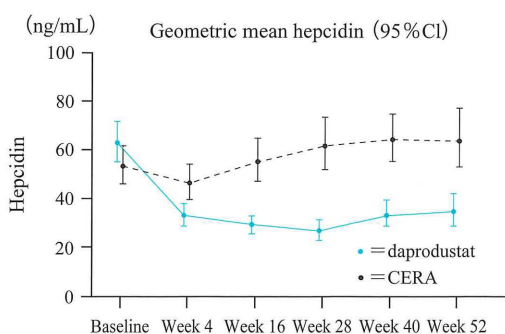 (ng/mL)
Geometric mean hepcidin (95%Cl)
100
80
60
40
20
0
Hepcidin
=daprodustat
=CERA
Baseline Week 4 Week 16 Week 28 Week 40 Week 52